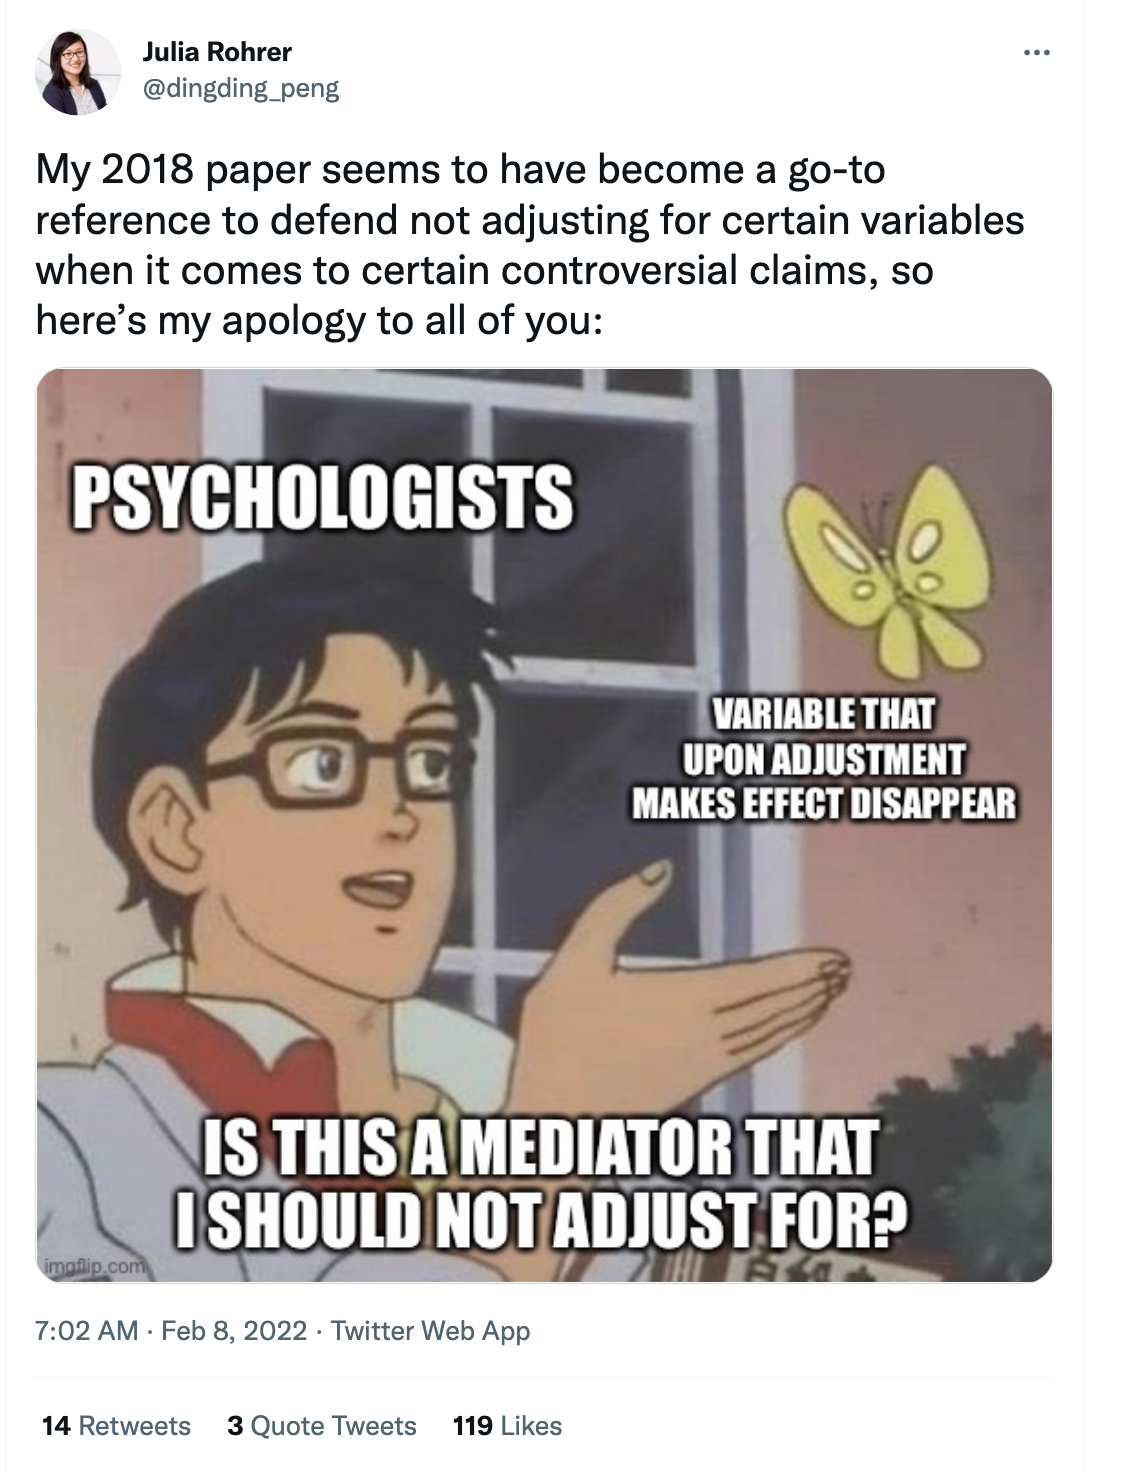 Julia Rohrer
@dingding_peng
My 2018 paper seems to have become a go-to
reference to defend not adjusting for certain variables
when it comes to certain controversial claims, so
here’s my apology to all of you:
PSYCHOLOGISTS
VARIABLE THAT
UPON ADJUSTMENT
MAKES EFFECT DISAPPEAR
IS THIS A MEDIATOR THAT
I SHOULD NOT ADJUST FOR?
imgflip.com
7:02 AM · Feb 8, 2022 · Twitter Web App
14 Retweets 3 Quote Tweets 119 Likes